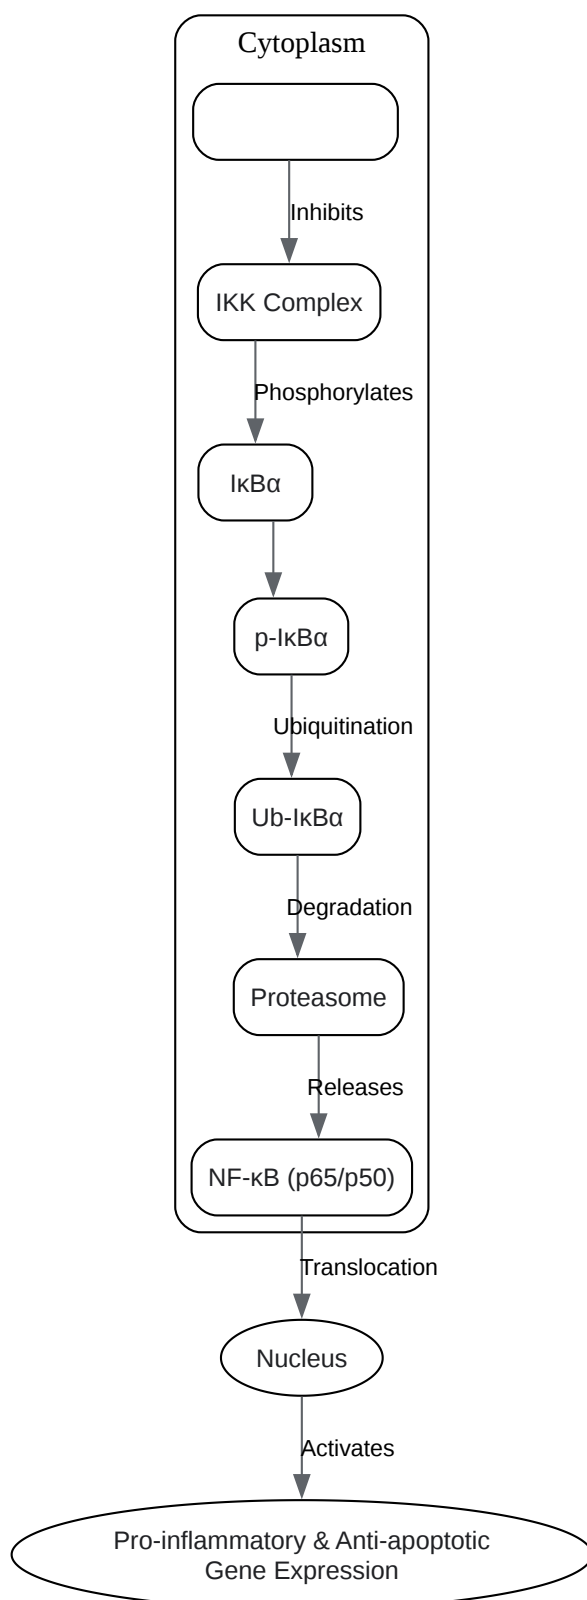 Cytoplasm
Inhibits
IKK Complex
Phosphorylates
IκBα
p-IκBα
Ubiquitination
Ub-IκBα
Degradation
Proteasome
Releases
NF-κB (p65/p50)
Translocation
Nucleus
Activates
Pro-inflammatory & Anti-apoptotic
Gene Expression